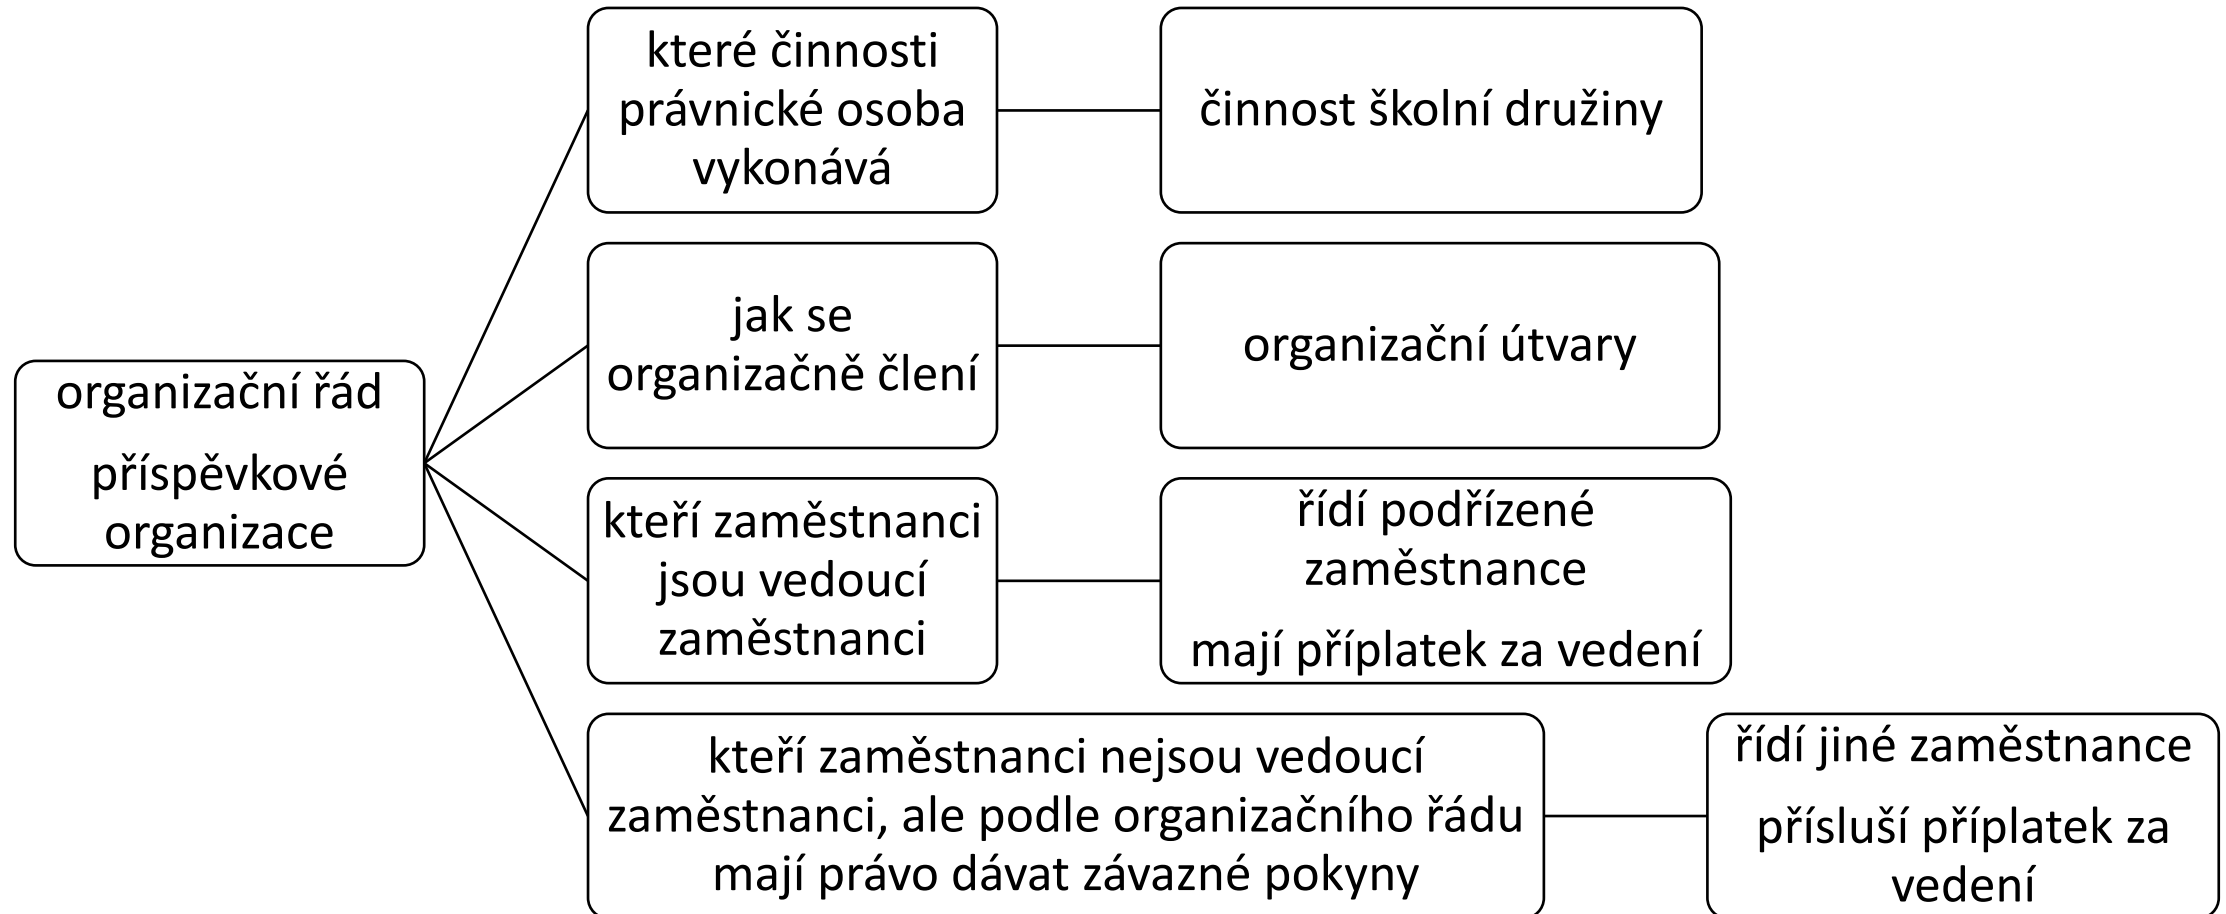 organizační řád
příspěvkové
organizace
které činnosti
právnické osoba
vykonává
činnost školní družiny
jak se
organizačně člení
organizační útvary
kteří zaměstnanci
jsou vedoucí
zaměstnanci
řídí podřízené
zaměstnance
mají příplatek za vedení
kteří zaměstnanci nejsou vedoucí
zaměstnanci, ale podle organizačního řádu
mají právo dávat závazné pokyny
řídí jiné zaměstnance
přísluší příplatek za
vedení